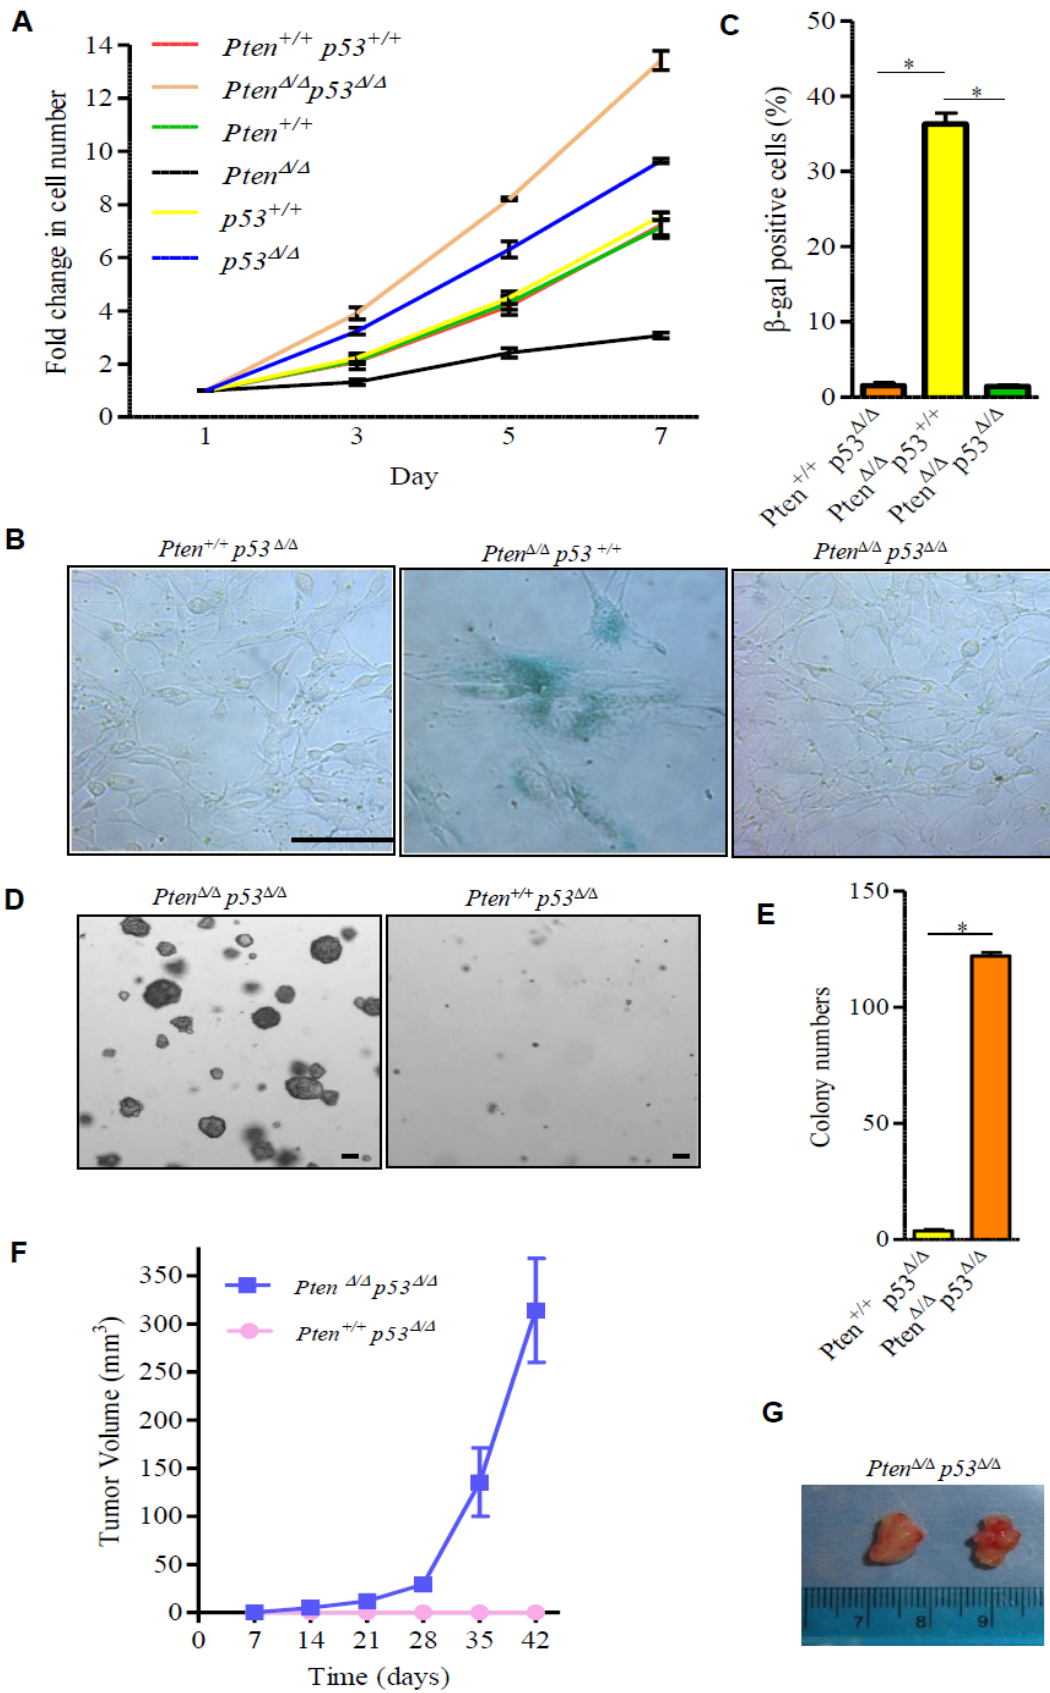 A
Fold change in cell number
14
12
10
8
6
4
2
0
1 3 5 7
Day
Pten+/+ p53+/+
PtenΔ/Δp53Δ/Δ
Pten+/+
PtenΔ/Δ
p53+/+
p53Δ/Δ
C
β-gal positive cells (%)
50
40
30
20
10
0
* *
Pten+/+ p53Δ/Δ
PtenΔ/Δ p53+/+
PtenΔ/Δ p53Δ/Δ
B
Pten+/+ p53 Δ/Δ
PtenΔ/Δ p53 +/+
PtenΔ/Δ p53Δ/Δ
D
PtenΔ/Δ p53Δ/Δ
Pten+/+ p53Δ/Δ
E
Colony numbers
150
100
50
0
*
Pten+/+ p53Δ/Δ
PtenΔ/Δ p53Δ/Δ
F
Tumor Volume (mm3)
350
300
250
200
150
100
50
0
0 7 14 21 28 35 42
Time (days)
Pten Δ/Δ p53Δ/Δ
Pten+/+ p53Δ/Δ
G
PtenΔ/Δ p53Δ/Δ
7 8 9